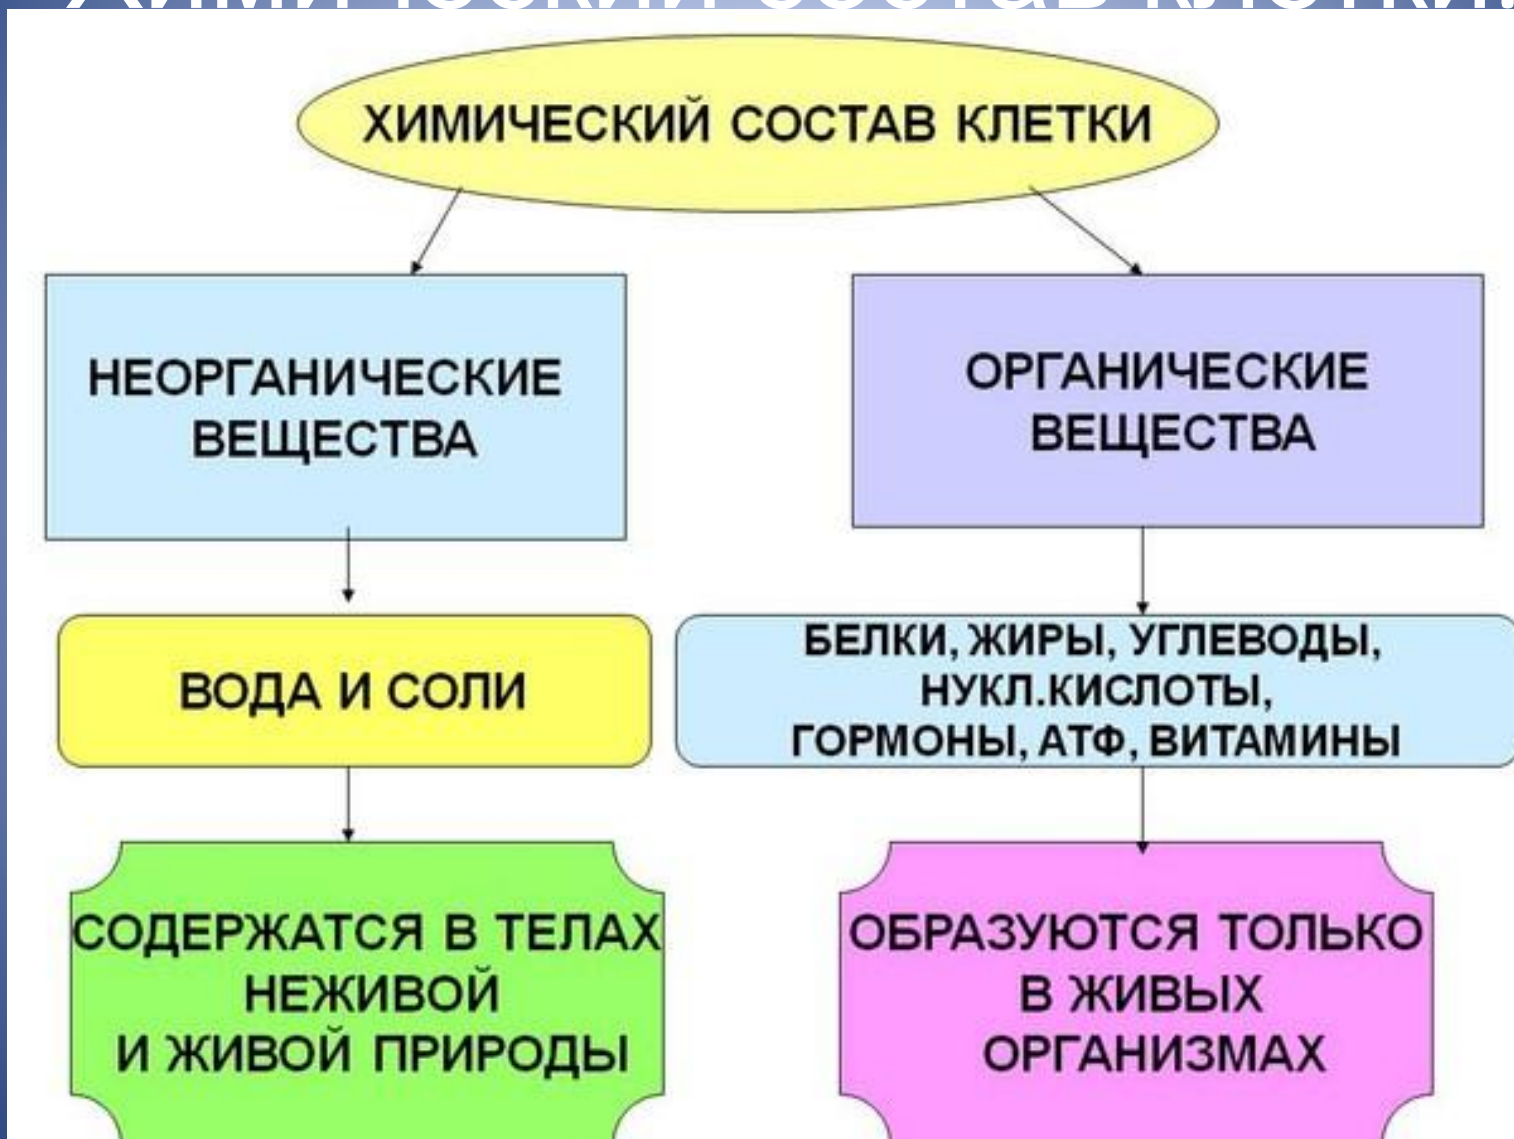 ХИМИЧЕСКИЙ СОСТАВ КЛЕТКИ
НЕОРГАНИЧЕСКИЕ
ВЕЩЕСТВА
ОРГАНИЧЕСКИЕ
ВЕЩЕСТВА
ВОДА И СОЛИ
БЕЛКИ, ЖИРЫ, УГЛЕВОДЫ,
НУКЛ.КИСЛОТЫ,
ГОРМОНЫ, АТФ, ВИТАМИНЫ
СОДЕРЖАТСЯ В ТЕЛАХ
НЕЖИВОЙ
И ЖИВОЙ ПРИРОДЫ
ОБРАЗУЮТСЯ ТОЛЬКО
В ЖИВЫХ
ОРГАНИЗМАХ